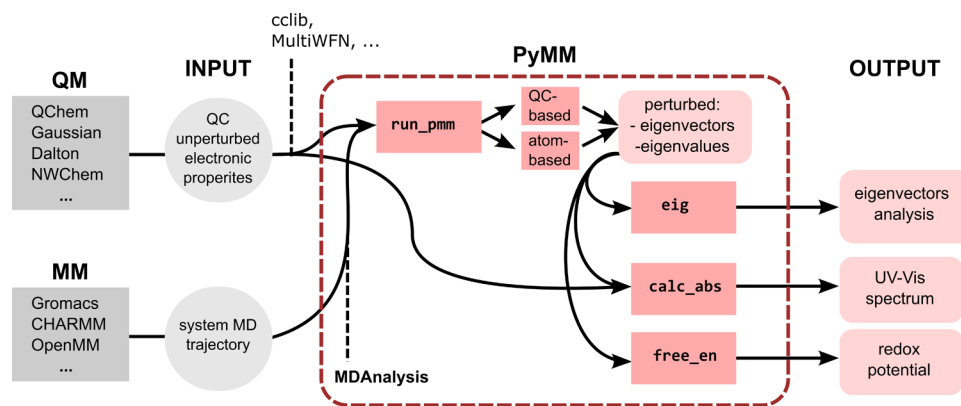 cclib,
MultiWFN, ...
PyMM
QM
INPUT
OUTPUT
QChem
Gaussian
Dalton
NWChem
...
QC
unperturbed
electronic
properites
run_pmm
QC-
based
atom-
based
perturbed:
- eigenvectors
-eigenvalues
eig
eigenvectors
analysis
MM
Gromacs
CHARMM
OpenMM
...
system MD
trajectory
calc_abs
UV-Vis
spectrum
free_en
redox
potential
MDAnalysis